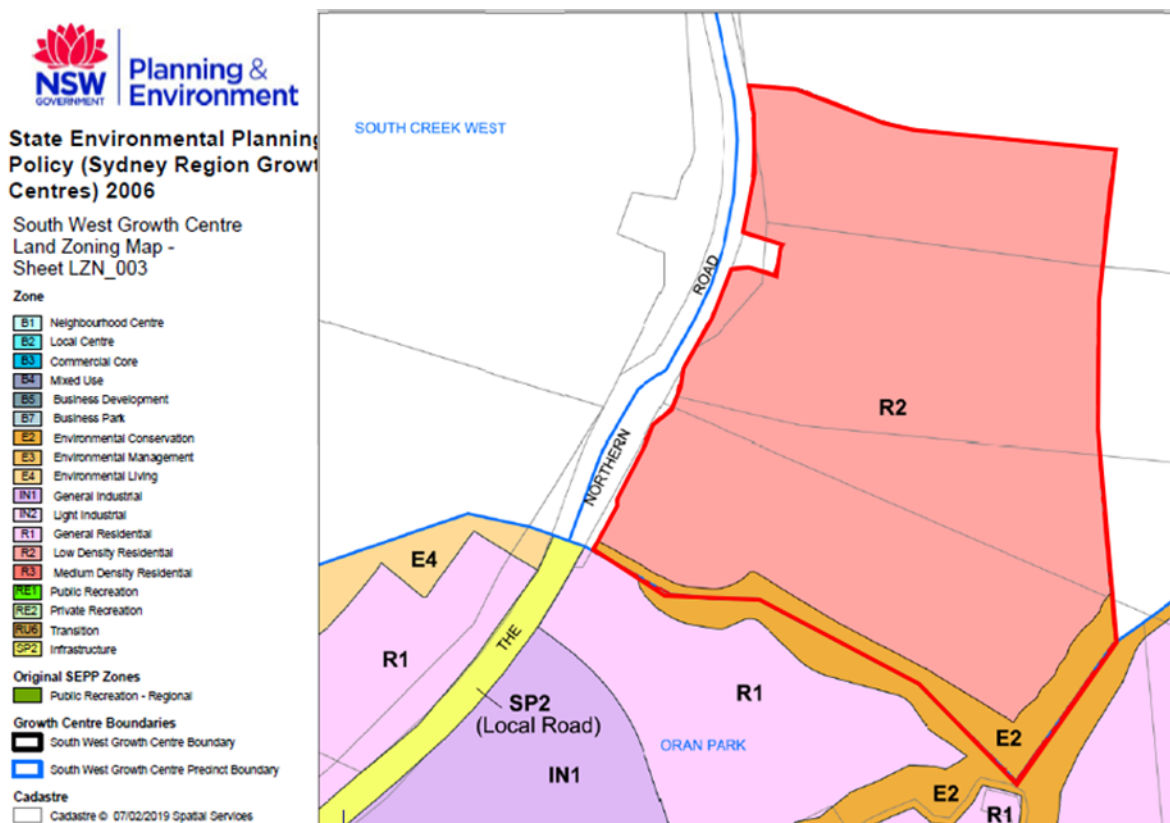 NSW
GOVERNMENT
Planning &
Environment
State Environmental Planning
Policy (Sydney Region Growt
Centres) 2006
South West Growth Centre
Land Zoning Map -
Sheet LZN_003
Zone
B1 Neighbourhood Centre
B2 Local Centre
B3 Commercial Core
B4 Mixed Use
B5 Business Development
B7 Business Park
E2 Environmental Conservation
E3 Environmental Management
E4 Environmental Living
IN1 General Industrial
IN2 Light Industrial
R1 General Residential
R2 Low Density Residential
R3 Medium Density Residential
RE1 Public Recreation
RE2 Private Recreation
RU6 Transition
SP2 Infrastructure
Original SEPP Zones
Public Recreation - Regional
Growth Centre Boundaries
South West Growth Centre Boundary
South West Growth Centre Precinct Boundary
Cadastre
Cadastre © 07/02/2019 Spatial Services
SOUTH CREEK WEST
ROAD
R2
NORTHERN
E4
THE
R1
R1
SP2
(Local Road)
ORAN PARK
E2
IN1
E2
R1